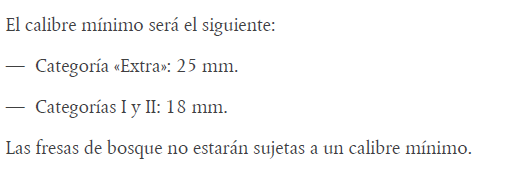 El calibre mínimo será el siguiente:
— Categoría «Extra»: 25 mm.
— Categorías I y II: 18 mm.
Las fresas de bosque no estarán sujetas a un calibre mínimo.